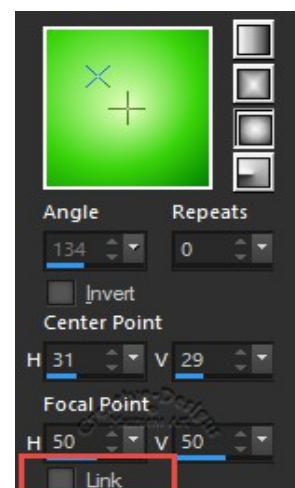 Angle Repeats
134 0
Invert
Center Point
H 31 V 29
Focal Point
H 50 V 50
Link